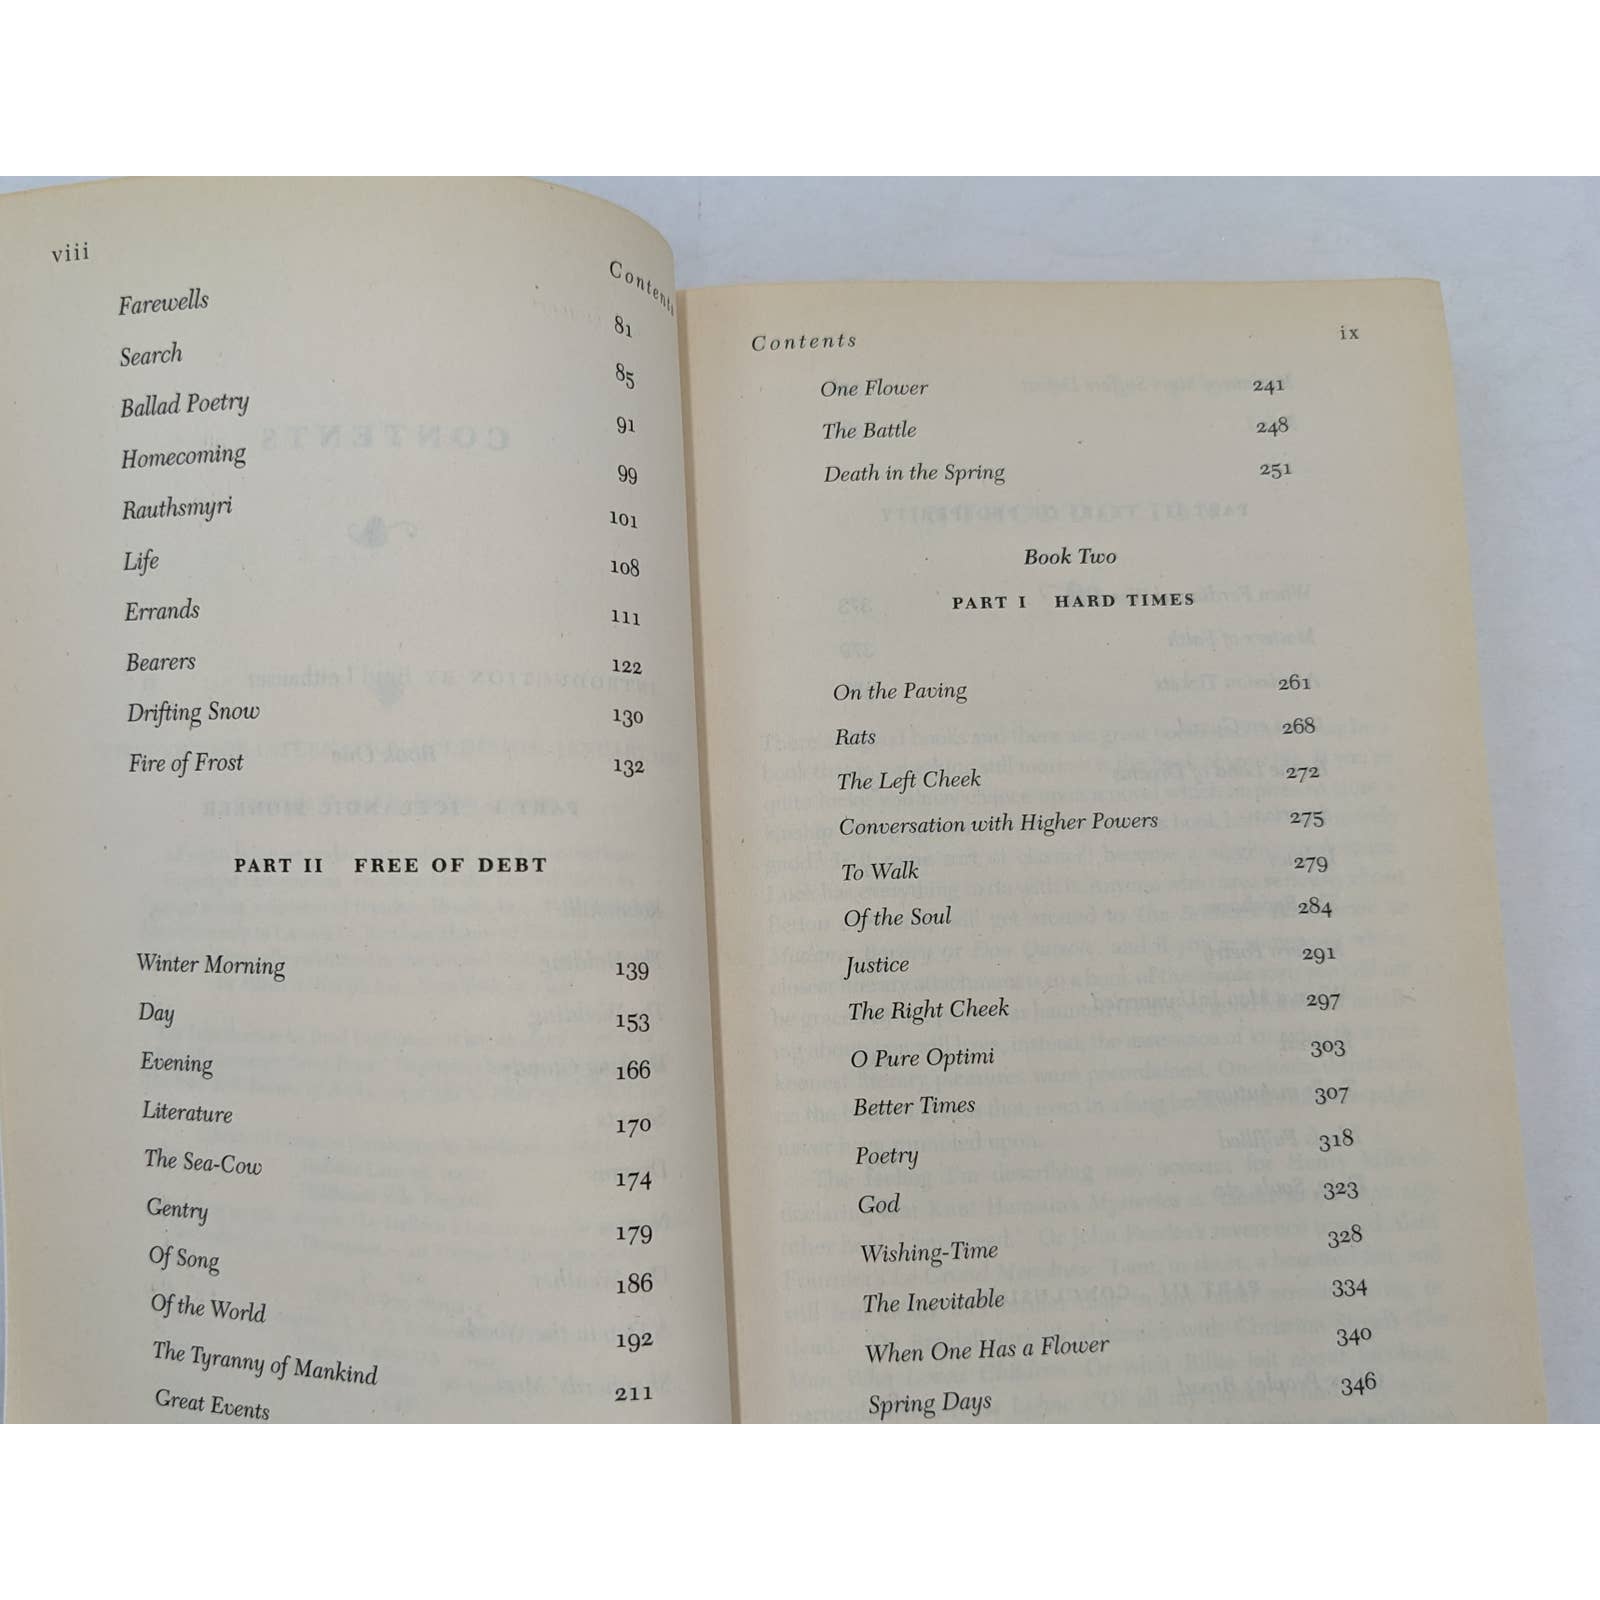 viii
Contents
Farewells 81
Search 85
Ballad Poetry 91
Homecoming 99
Rauthsmyri 101
Life 108
Errands 111
Bearers 122
Drifting Snow 130
Fire of Frost 132
PART II FREE OF DEBT
Winter Morning 139
Day 153
Evening 166
Literature 170
The Sea-Cow 174
Gentry 179
Of Song 186
Of the World 192
The Tyranny of Mankind 211
Great Events
Contents ix
One Flower 241
The Battle 248
Death in the Spring 251
Book Two
PART I HARD TIMES
On the Paving 261
Rats 268
The Left Cheek 272
Conversation with Higher Powers 275
To Walk 279
Of the Soul 284
Justice 291
The Right Cheek 297
O Pure Optimi 303
Better Times 307
Poetry 318
God 323
Wishing-Time 328
The Inevitable 334
When One Has a Flower 340
Spring Days 346